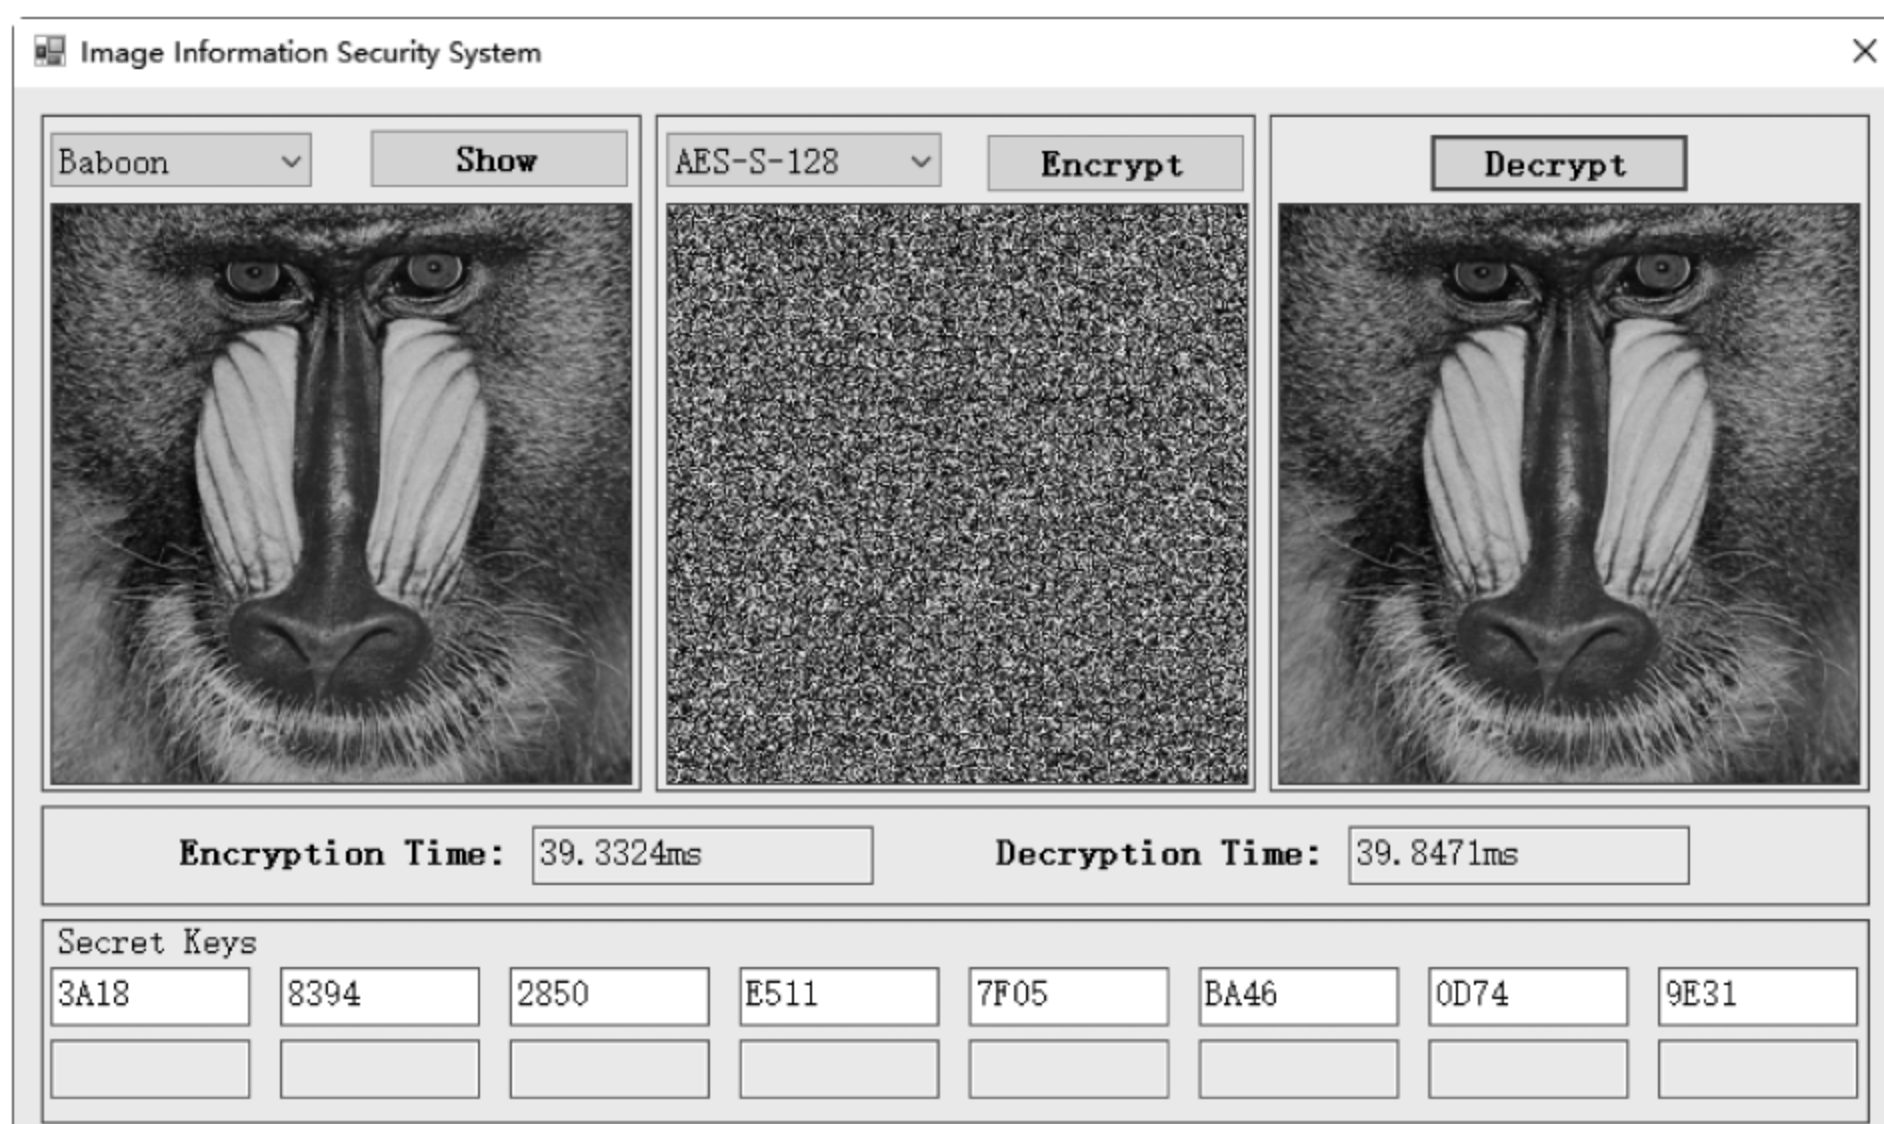 Image Information Security System
Baboon Show AES-S-128 Encrypt Decrypt
Encryption Time: 39.3324ms Decryption Time: 39.8471ms
Secret Keys
3A18 8394 2850 E511 7F05 BA46 0D74 9E31